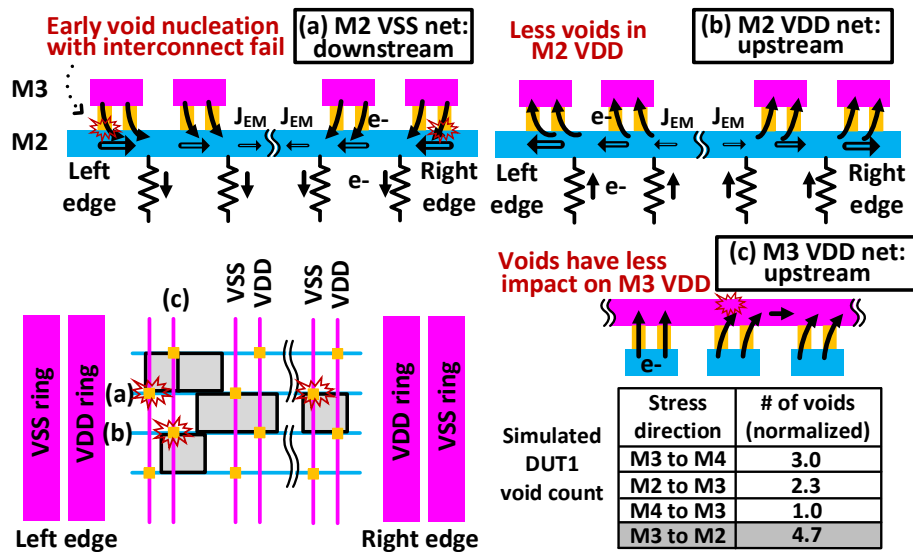 Early void nucleation
with interconnect fail
(a) M2 VSS net:
downstream
M3
M2
J_EM
J_EM
e-
e-
Left
edge
Right
edge
Less voids in
M2 VDD
(b) M2 VDD net:
upstream
e-
J_EM
J_EM
e-
Left
edge
Right
edge
(c)
VSS
VDD
VSS
VDD
(a)
(b)
VSS ring
VDD ring
VDD ring
VSS ring
Left edge
Right edge
Voids have less
impact on M3 VDD
(c) M3 VDD net:
upstream
e-
Simulated
DUT1
void count
Stress direction | # of voids (normalized)
M3 to M4 | 3.0
M2 to M3 | 2.3
M4 to M3 | 1.0
M3 to M2 | 4.7